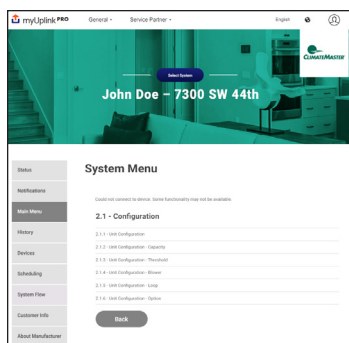 myUplink PRO
General
Service Partner
English
CLIMATEMASTER
Select System
John Doe – 7300 SW 44th
Status
Notifications
Main Menu
History
Devices
Scheduling
System Flow
Customer Info
About Manufacturer
System Menu
Could not connect to device. Some functionality may not be available.
2.1 - Configuration
2.1.1 - Unit Configuration
2.1.2 - Unit Configuration - Capacity
2.1.3 - Unit Configuration - Threshold
2.1.4 - Unit Configuration - Blower
2.1.5 - Unit Configuration - Loop
2.1.6 - Unit Configuration - Option
Back